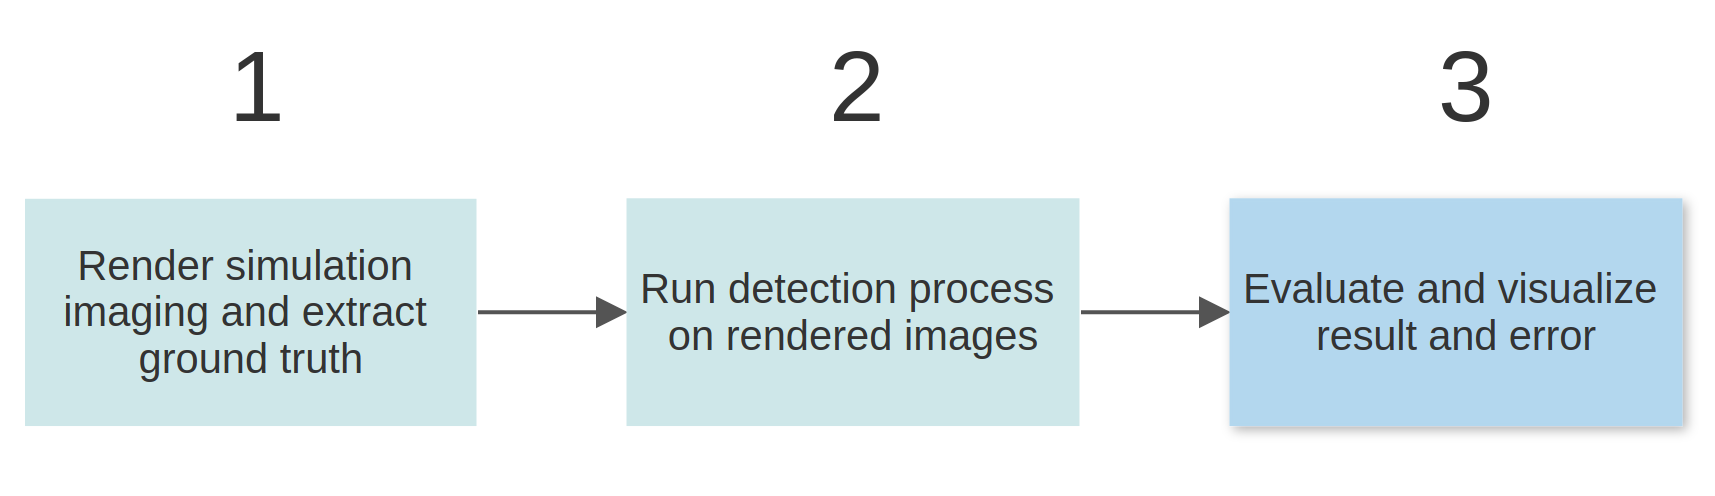 1
2
3
Render simulation
imaging and extract
ground truth
Run detection process
on rendered images
Evaluate and visualize
result and error